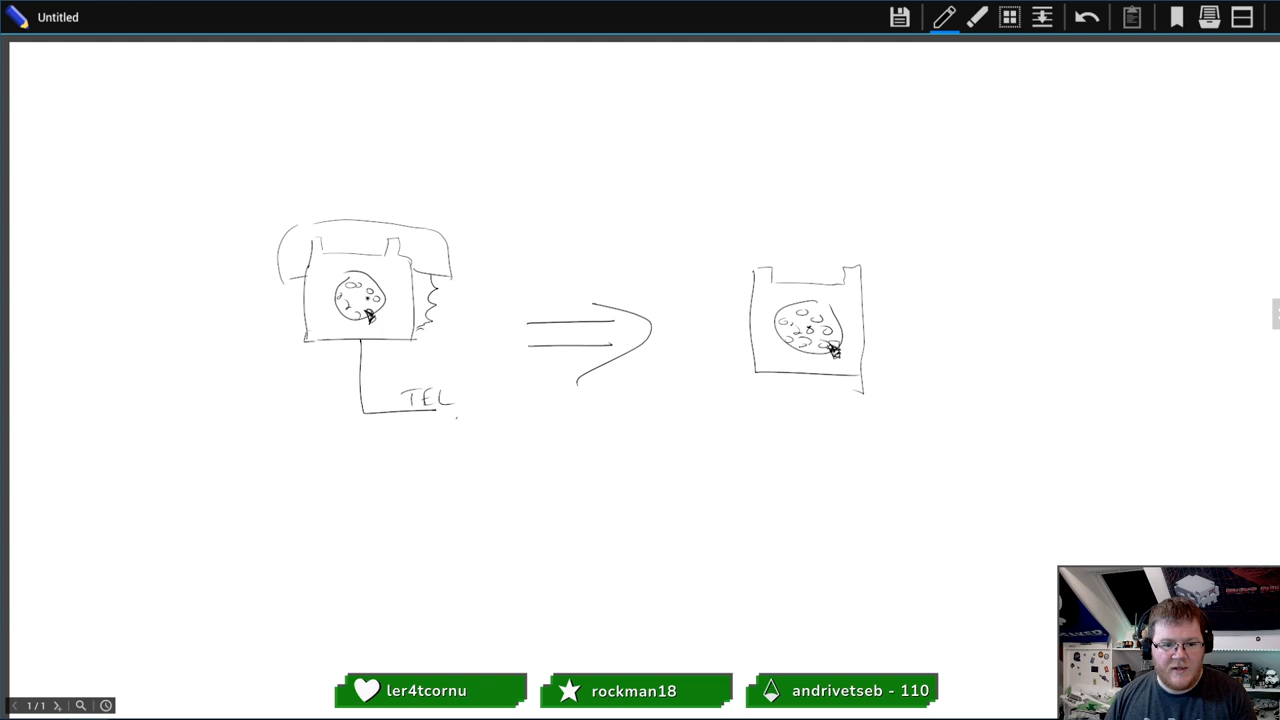 Untitled
TEL
ler4tcornu
rockman18
andrivetseb - 110
1/1